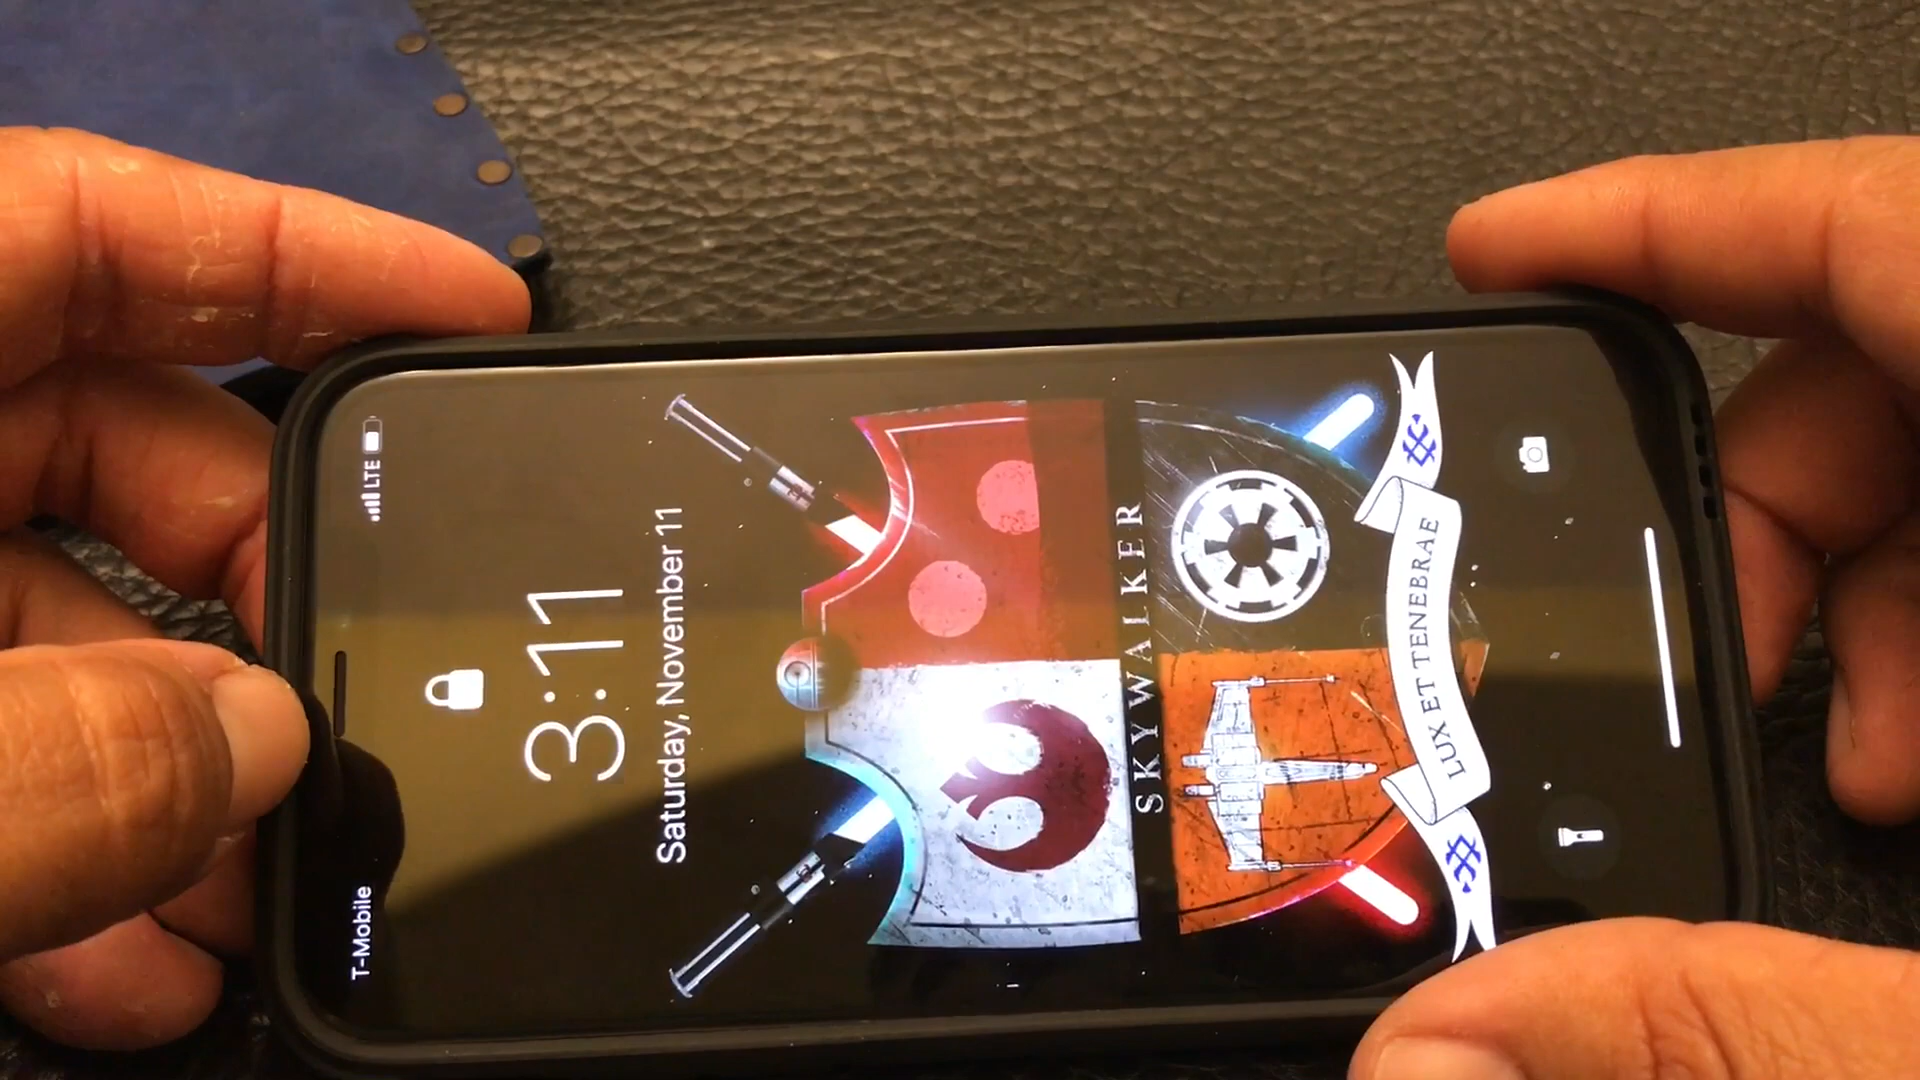 T-Mobile LTE
3:11
Saturday, November 11
SKYWALKER
LUX ET TENEBRAE